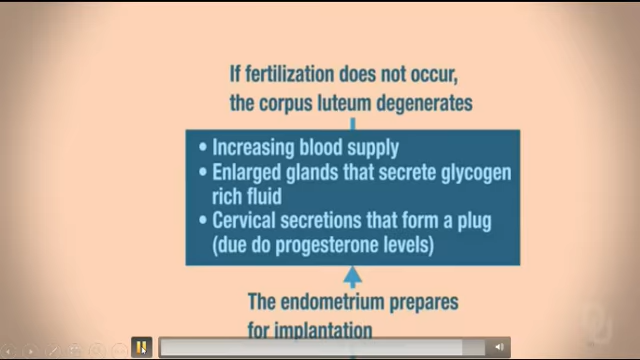 If fertilization does not occur,
the corpus luteum degenerates
• Increasing blood supply
• Enlarged glands that secrete glycogen
rich fluid
• Cervical secretions that form a plug
(due do progesterone levels)
The endometrium prepares
for implantation